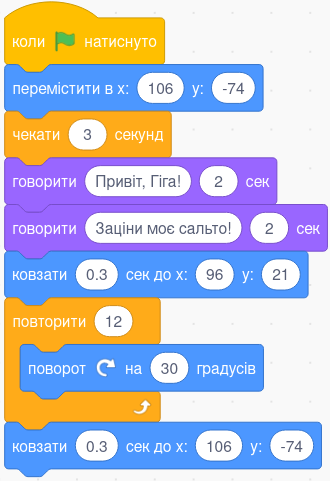 коли натиснуто
перемістити в x: 106 y: -74
чекати 3 секунд
говорити Привіт, Гіга! 2 сек
говорити Заціни моє сальто! 2 сек
ковзати 0.3 сек до x: 96 y: 21
повторити 12
поворот на 30 градусів
ковзати 0.3 сек до x: 106 y: -74